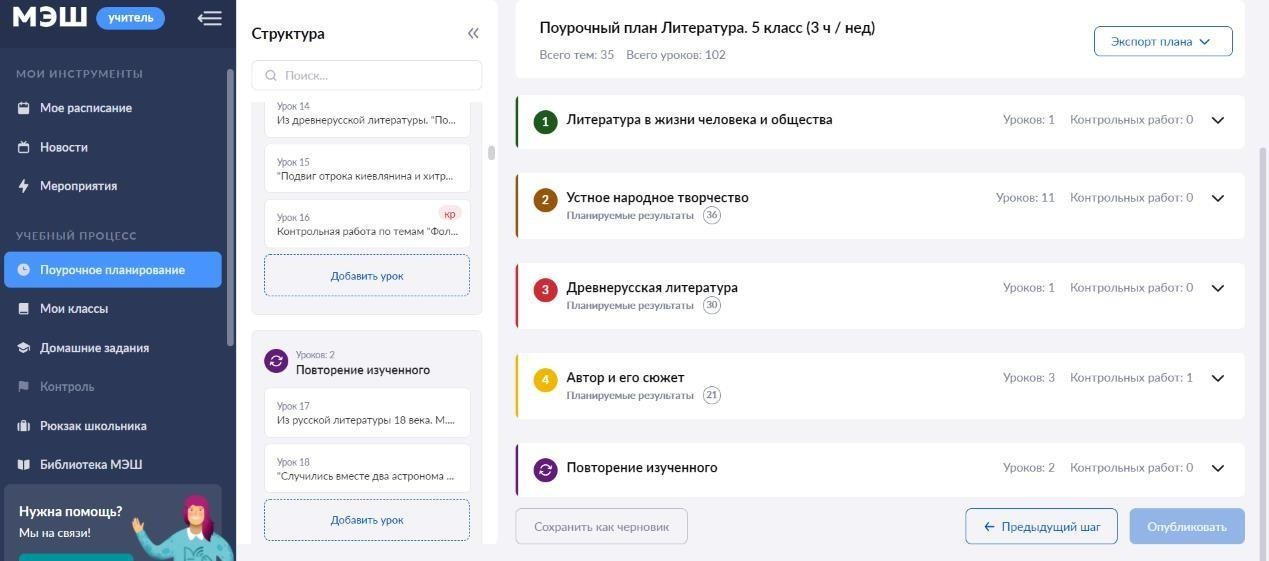 МЭШ учитель
МОИ ИНСТРУМЕНТЫ
Мое расписание
Новости
Мероприятия
УЧЕБНЫЙ ПРОЦЕСС
Поурочное планирование
Мои классы
Домашние задания
Контроль
Рюкзак школьника
Библиотека МЭШ
Нужна помощь?
Мы на связи!
Структура
Поиск...
Урок 14
Из древнерусской литературы. "По...
Урок 15
"Подвиг отрока киевлянина и хитр...
Урок 16
кр
Контрольная работа по темам "Фол...
Добавить урок
Уроков: 2
Повторение изученного
Урок 17
Из русской литературы 18 века. М....
Урок 18
"Случились вместе два астронома ...
Добавить урок
Поурочный план Литература. 5 класс (3 ч / нед)
Всего тем: 35 Всего уроков: 102
Экспорт плана
1 Литература в жизни человека и общества Уроков: 1 Контрольных работ: 0
2 Устное народное творчество Уроков: 11 Контрольных работ: 0
Планируемые результаты 36
3 Древнерусская литература Уроков: 1 Контрольных работ: 0
Планируемые результаты 30
4 Автор и его сюжет Уроков: 3 Контрольных работ: 1
Планируемые результаты 21
Повторение изученного Уроков: 2 Контрольных работ: 0
Сохранить как черновик
Предыдущий шаг
Опубликовать